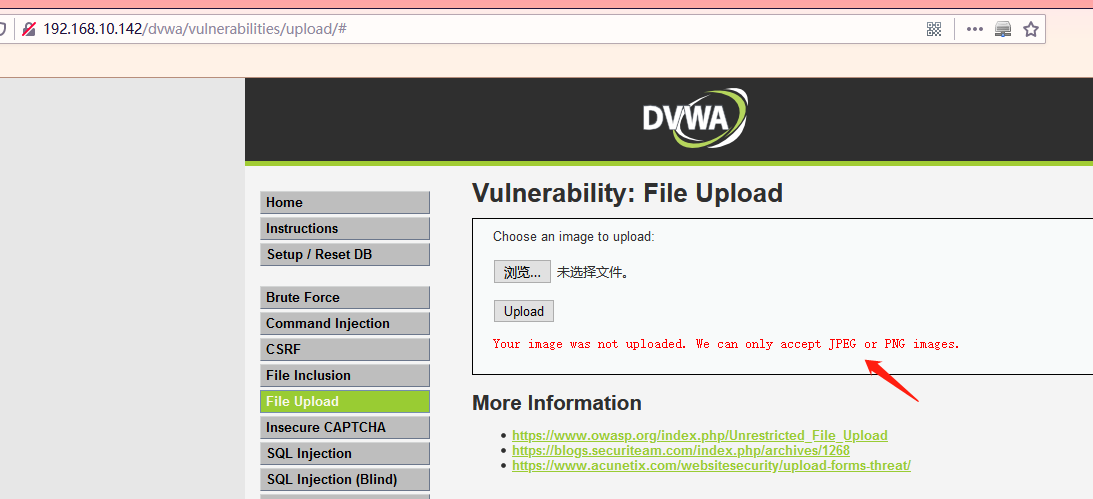 192.168.10.142/dvwa/vulnerabilities/upload/#
DVWA
Home
Instructions
Setup / Reset DB
Brute Force
Command Injection
CSRF
File Inclusion
File Upload
Insecure CAPTCHA
SQL Injection
SQL Injection (Blind)
Vulnerability: File Upload
Choose an image to upload:
浏览... 未选择文件。
Upload
Your image was not uploaded. We can only accept JPEG or PNG images.
More Information
https://www.owasp.org/index.php/Unrestricted_File_Upload
https://blogs.securiteam.com/index.php/archives/1268
https://www.acunetix.com/websitesecurity/upload-forms-threat/